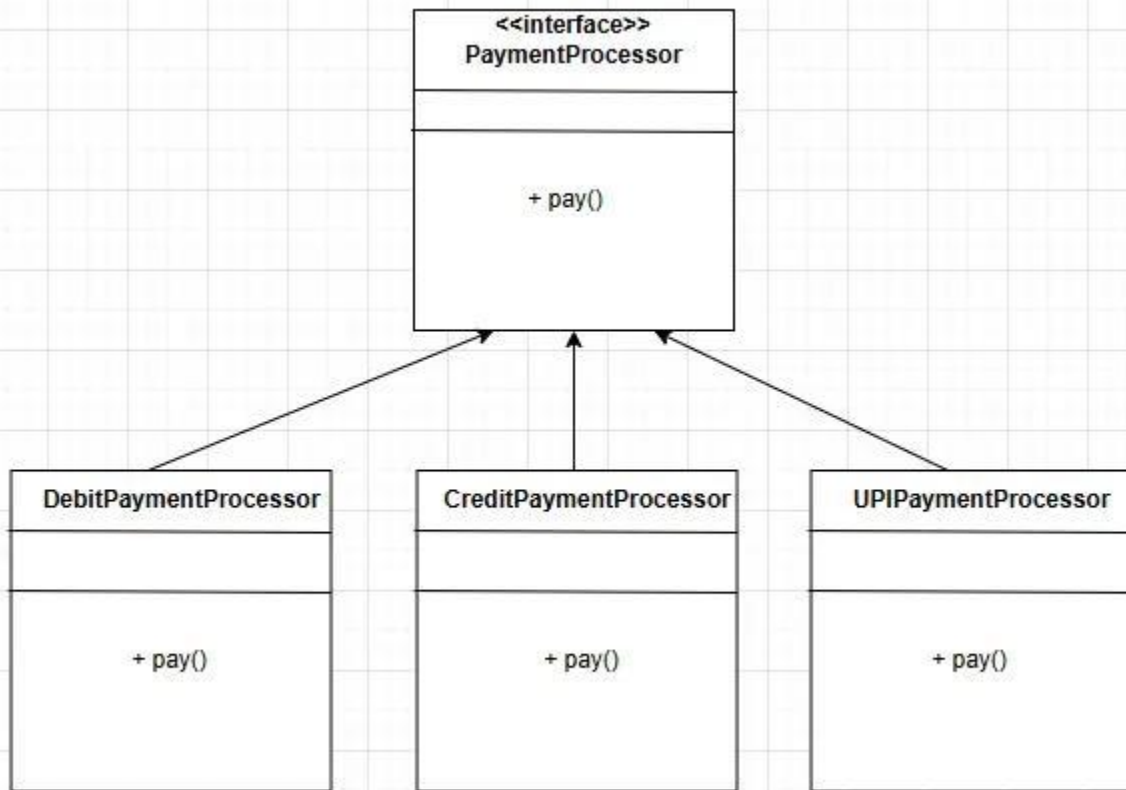 <<interface>>
PaymentProcessor
+ pay()
DebitPaymentProcessor
CreditPaymentProcessor
UPIPaymentProcessor
+ pay()
+ pay()
+ pay()